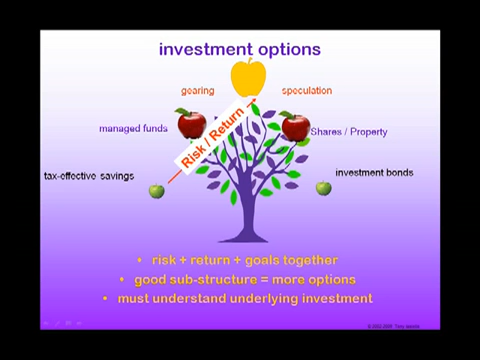 investment options
gearing
speculation
managed funds
Risk / Return
Shares / Property
tax-effective savings
investment bonds
• risk + return + goals together
• good sub-structure = more options
• must understand underlying investment